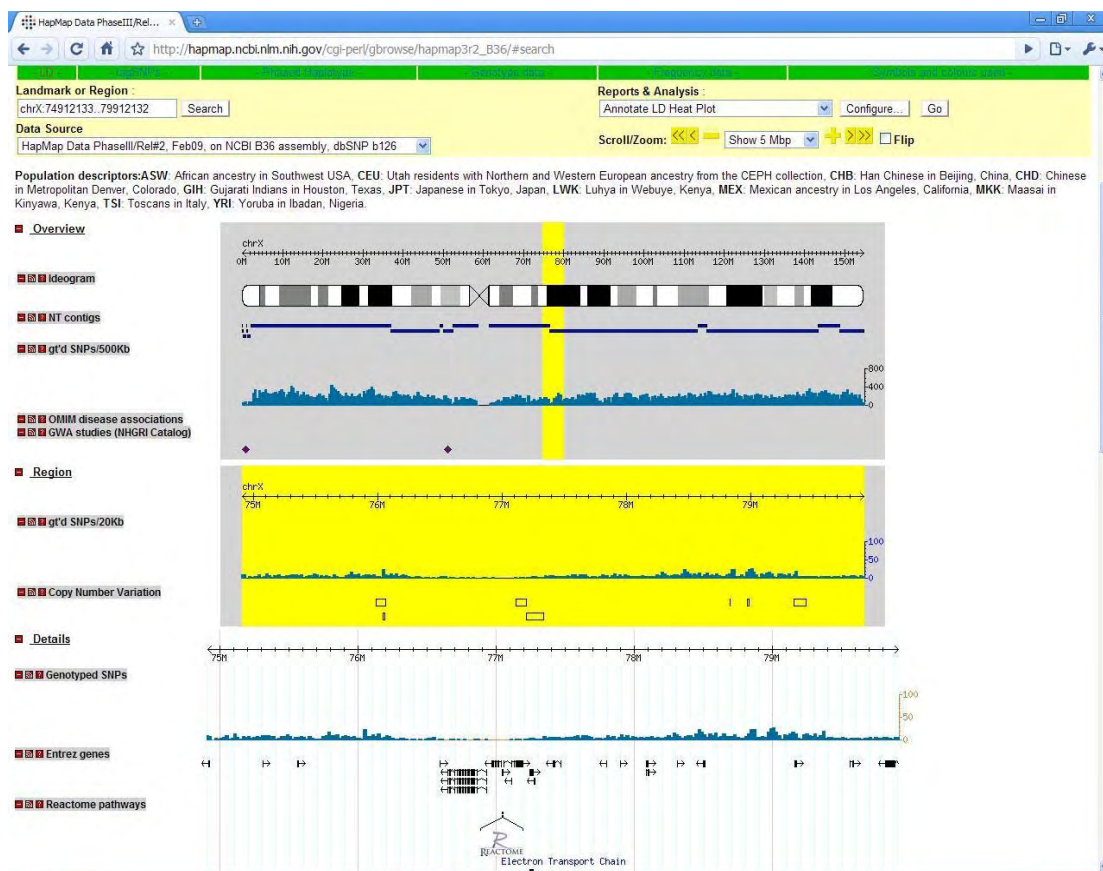 HapMap Data PhaseIII/Rel...
http://hapmap.ncbi.nlm.nih.gov/cgi-perl/gbrowse/hapmap3r2_B36/#search
Landmark or Region :
Reports & Analysis :
chrX:74912133..79912132 Search
Annotate LD Heat Plot Configure... Go
Data Source
HapMap Data PhaseIII/Rel#2, Feb09, on NCBI B36 assembly, dbSNP b126
Scroll/Zoom: Show 5 Mbp Flip
Population descriptors:ASW: African ancestry in Southwest USA, CEU: Utah residents with Northern and Western European ancestry from the CEPH collection, CHB: Han Chinese in Beijing, China, CHD: Chinese
in Metropolitan Denver, Colorado, GIH: Gujarati Indians in Houston, Texas, JPT: Japanese in Tokyo, Japan, LWK: Luhya in Webuye, Kenya, MEX: Mexican ancestry in Los Angeles, California, MKK: Maasai in
Kinyawa, Kenya, TSI: Toscans in Italy, YRI: Yoruba in Ibadan, Nigeria.
Overview
chrX
0M 10M 20M 30M 40M 50M 60M 70M 80M 90M 100M 110M 120M 130M 140M 150M
Ideogram
NT contigs
gt'd SNPs/500Kb
800
400
0
OMIM disease associations
GWA studies (NHGRI Catalog)
Region
chrX
75M 76M 77M 78M 79M
gt'd SNPs/20Kb
100
50
0
Copy Number Variation
Details
75M 76M 77M 78M 79M
Genotyped SNPs
100
50
0
Entrez genes
Reactome pathways
REACTOME
Electron Transport Chain